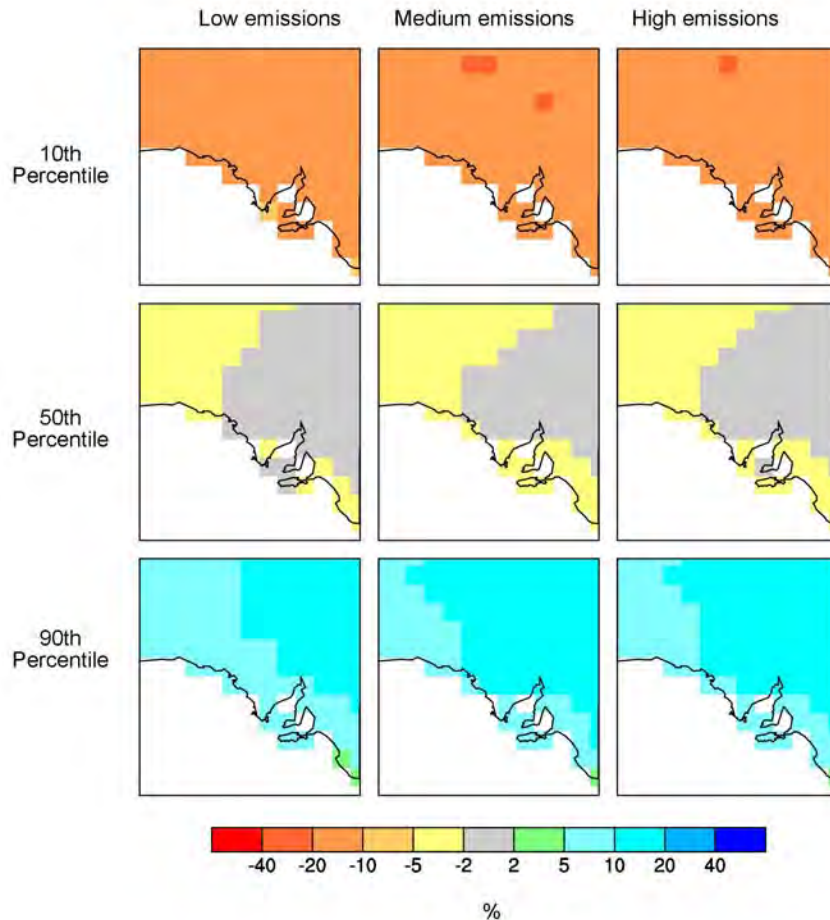 Low emissions Medium emissions High emissions
10th
Percentile
50th
Percentile
90th
Percentile
-40 -20 -10 -5 -2 2 5 10 20 40
%